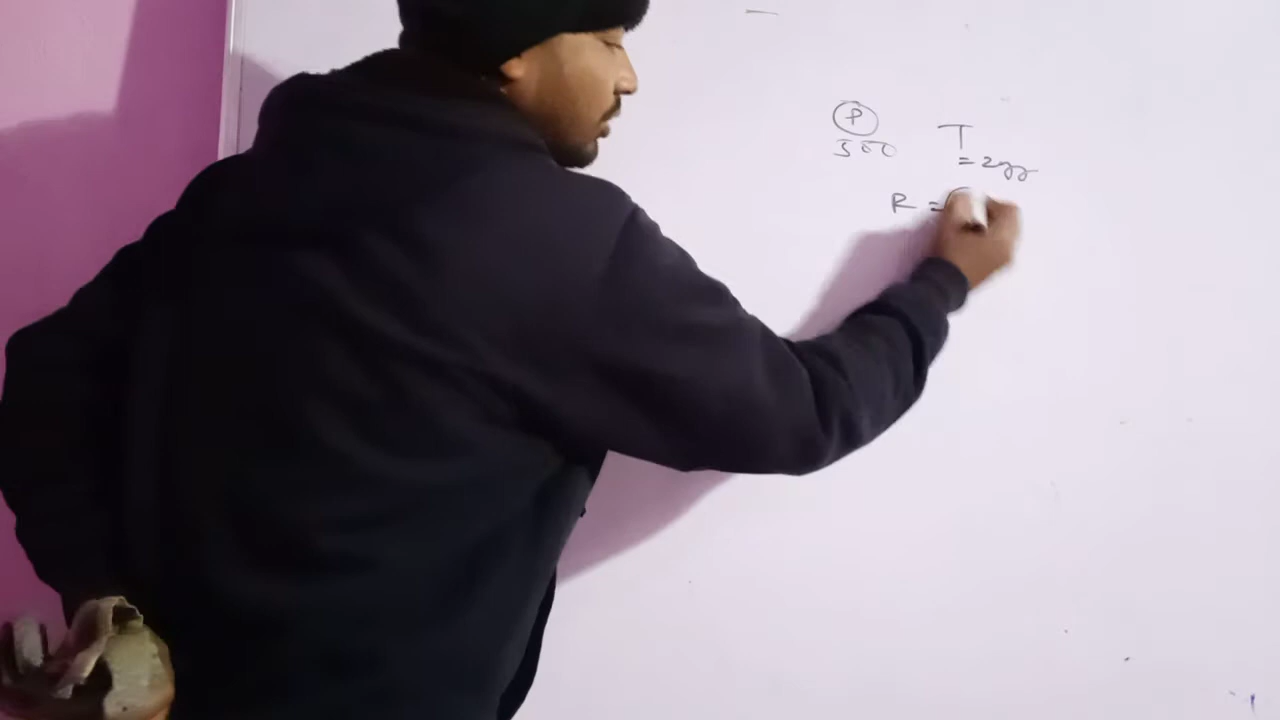 P T
500 = 2yr
R =